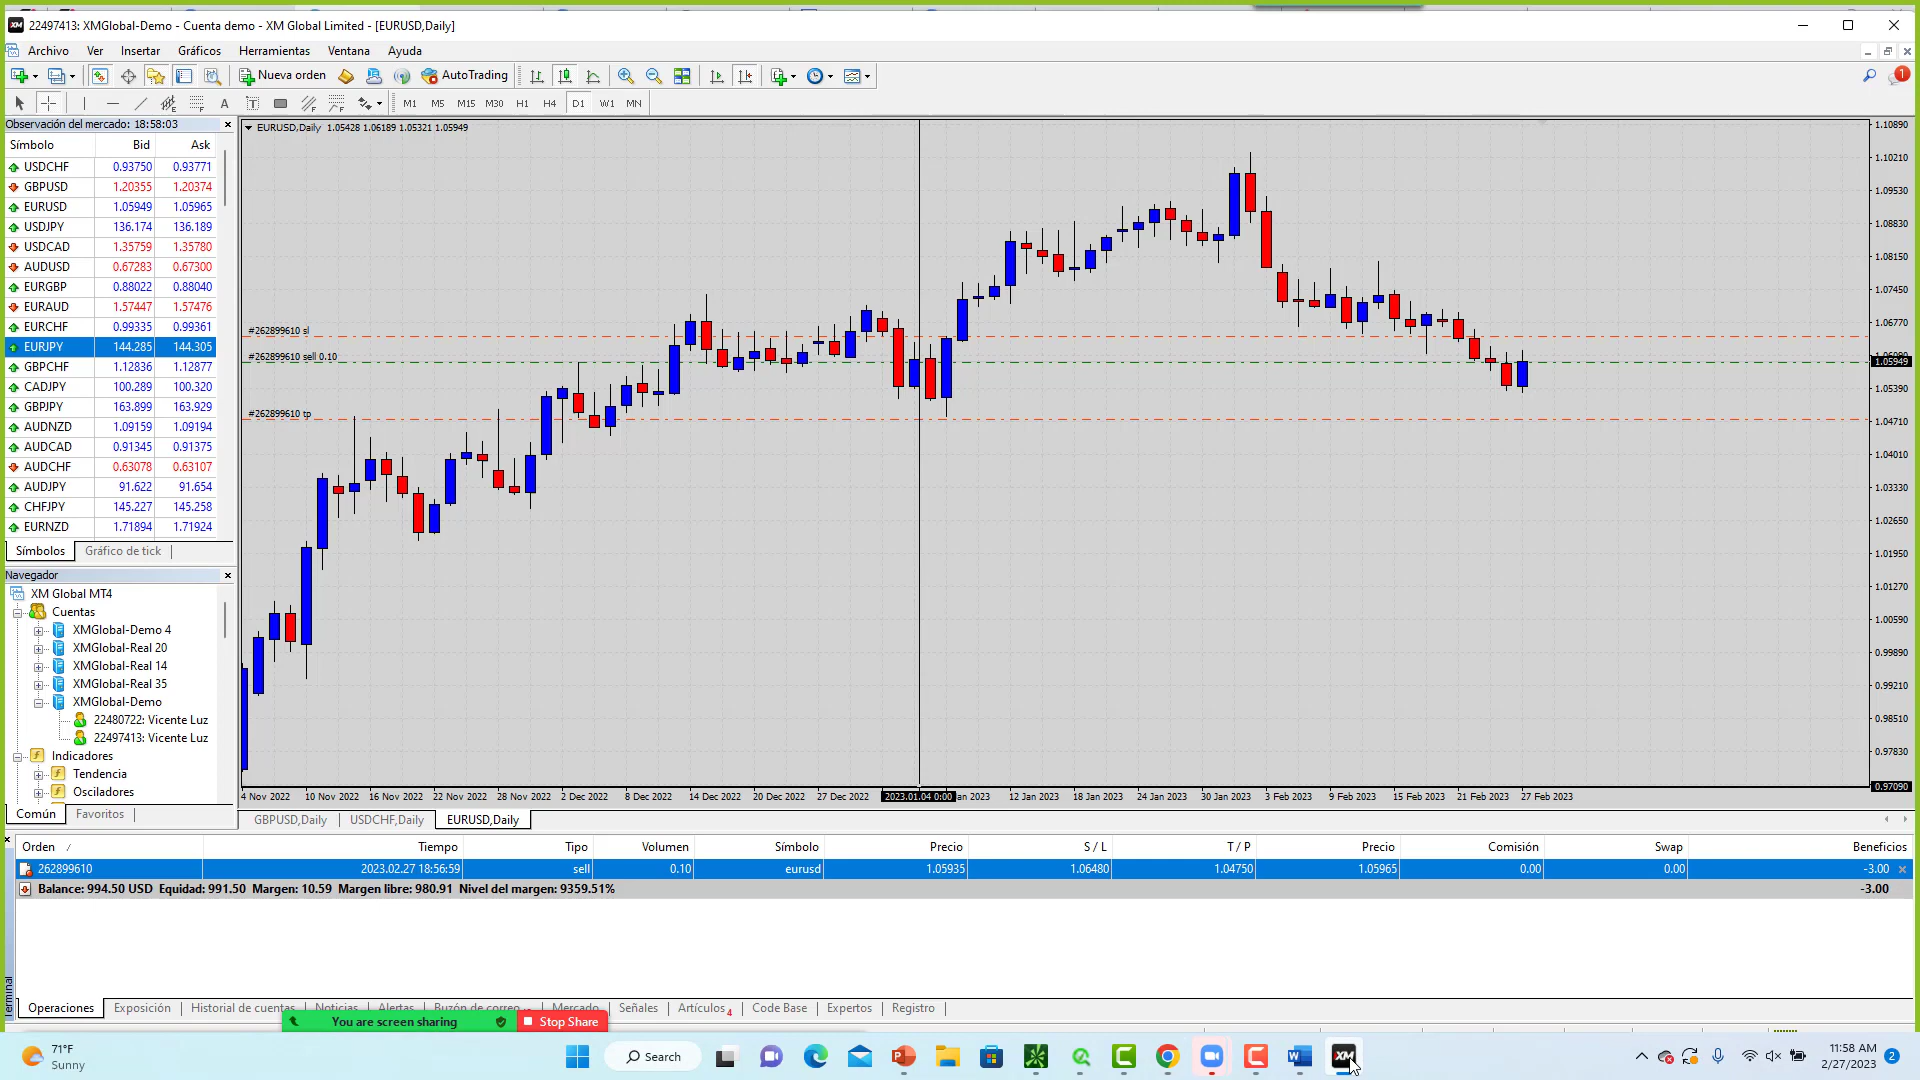 22497413: XMGlobal-Demo - Cuenta demo - XM Global Limited - [EURUSD,Daily]
Archivo Ver Insertar Gráficos Herramientas Ventana Ayuda
Nueva orden AutoTrading
1
A T M1 M5 M15 M30 H1 H4 D1 W1 MN
Observación del mercado: 18:58:03
Símbolo Bid Ask
USDCHF 0.93750 0.93771
GBPUSD 1.20355 1.20374
EURUSD 1.05949 1.05965
USDJPY 136.174 136.189
USDCAD 1.35759 1.35780
AUDUSD 0.67283 0.67300
EURGBP 0.88022 0.88040
EURAUD 1.57447 1.57476
EURCHF 0.99335 0.99361
EURJPY 144.285 144.305
GBPCHF 1.12836 1.12877
CADJPY 100.289 100.320
GBPJPY 163.899 163.929
AUDNZD 1.09159 1.09194
AUDCAD 0.91345 0.91375
AUDCHF 0.63078 0.63107
AUDJPY 91.622 91.654
CHFJPY 145.227 145.258
EURNZD 1.71894 1.71924
Símbolos Gráfico de tick
Navegador
XM Global MT4
Cuentas
XMGlobal-Demo 4
XMGlobal-Real 20
XMGlobal-Real 14
XMGlobal-Real 35
XMGlobal-Demo
22480722: Vicente Luz
22497413: Vicente Luz
Indicadores
Tendencia
Osciladores
Común Favoritos
EURUSD,Daily 1.05428 1.06189 1.05321 1.05949
#262899610 sl
#262899610 sell 0.10
#262899610 tp
1.10890
1.10210
1.09530
1.08830
1.08150
1.07450
1.06770
1.05949
1.05390
1.04710
1.04010
1.03330
1.02650
1.01950
1.01270
1.00590
0.99890
0.99210
0.98510
0.97830
0.97090
4 Nov 2022 10 Nov 2022 16 Nov 2022 22 Nov 2022 28 Nov 2022 2 Dec 2022 8 Dec 2022 14 Dec 2022 20 Dec 2022 27 Dec 2022 2023.01.04 0:00 an 2023 12 Jan 2023 18 Jan 2023 24 Jan 2023 30 Jan 2023 3 Feb 2023 9 Feb 2023 15 Feb 2023 21 Feb 2023 27 Feb 2023
GBPUSD,Daily USDCHF,Daily EURUSD,Daily
Orden / Tiempo Tipo Volumen Símbolo Precio S / L T / P Precio Comisión Swap Beneficios
262899610 2023.02.27 18:56:59 sell 0.10 eurusd 1.05935 1.06480 1.04750 1.05965 0.00 0.00 -3.00
Balance: 994.50 USD Equidad: 991.50 Margen: 10.59 Margen libre: 980.91 Nivel del margen: 9359.51% -3.00
Terminal
Operaciones Exposición Historial de cuentas Noticias Alertas Buzón de correo Mercado Señales Artículos 4 Code Base Expertos Registro
You are screen sharing Stop Share
71°F
Sunny
Search
XM
11:58 AM
2/27/2023
2